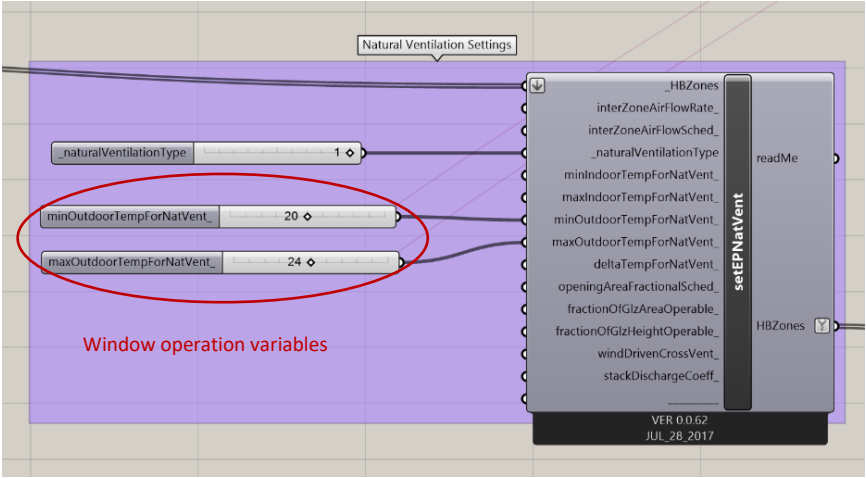 Natural Ventilation Settings
_HBZones
interZoneAirFlowRate_
interZoneAirFlowSched_
_naturalVentilationType 1
_naturalVentilationType
readMe
minIndoorTempForNatVent_
maxIndoorTempForNatVent_
minOutdoorTempForNatVent_ 20
minOutdoorTempForNatVent_
maxOutdoorTempForNatVent_
maxOutdoorTempForNatVent_ 24
deltaTempForNatVent_
setEPNatVent
openingAreaFractionalSched_
fractionOfGlzAreaOperable_
fractionOfGlzHeightOperable_
HBZones
Window operation variables
windDrivenCrossVent_
stackDischargeCoeff_
VER 0.0.62
JUL_28_2017